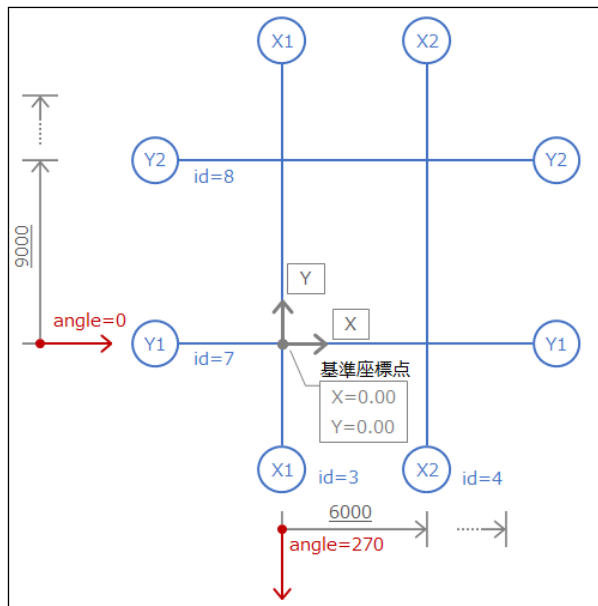 X1
X2
Y2
Y2
id=8
9000
Y
angle=0
X
Y1
Y1
id=7
基準座標点
X=0.00
Y=0.00
X1
id=3
X2
id=4
6000
angle=270